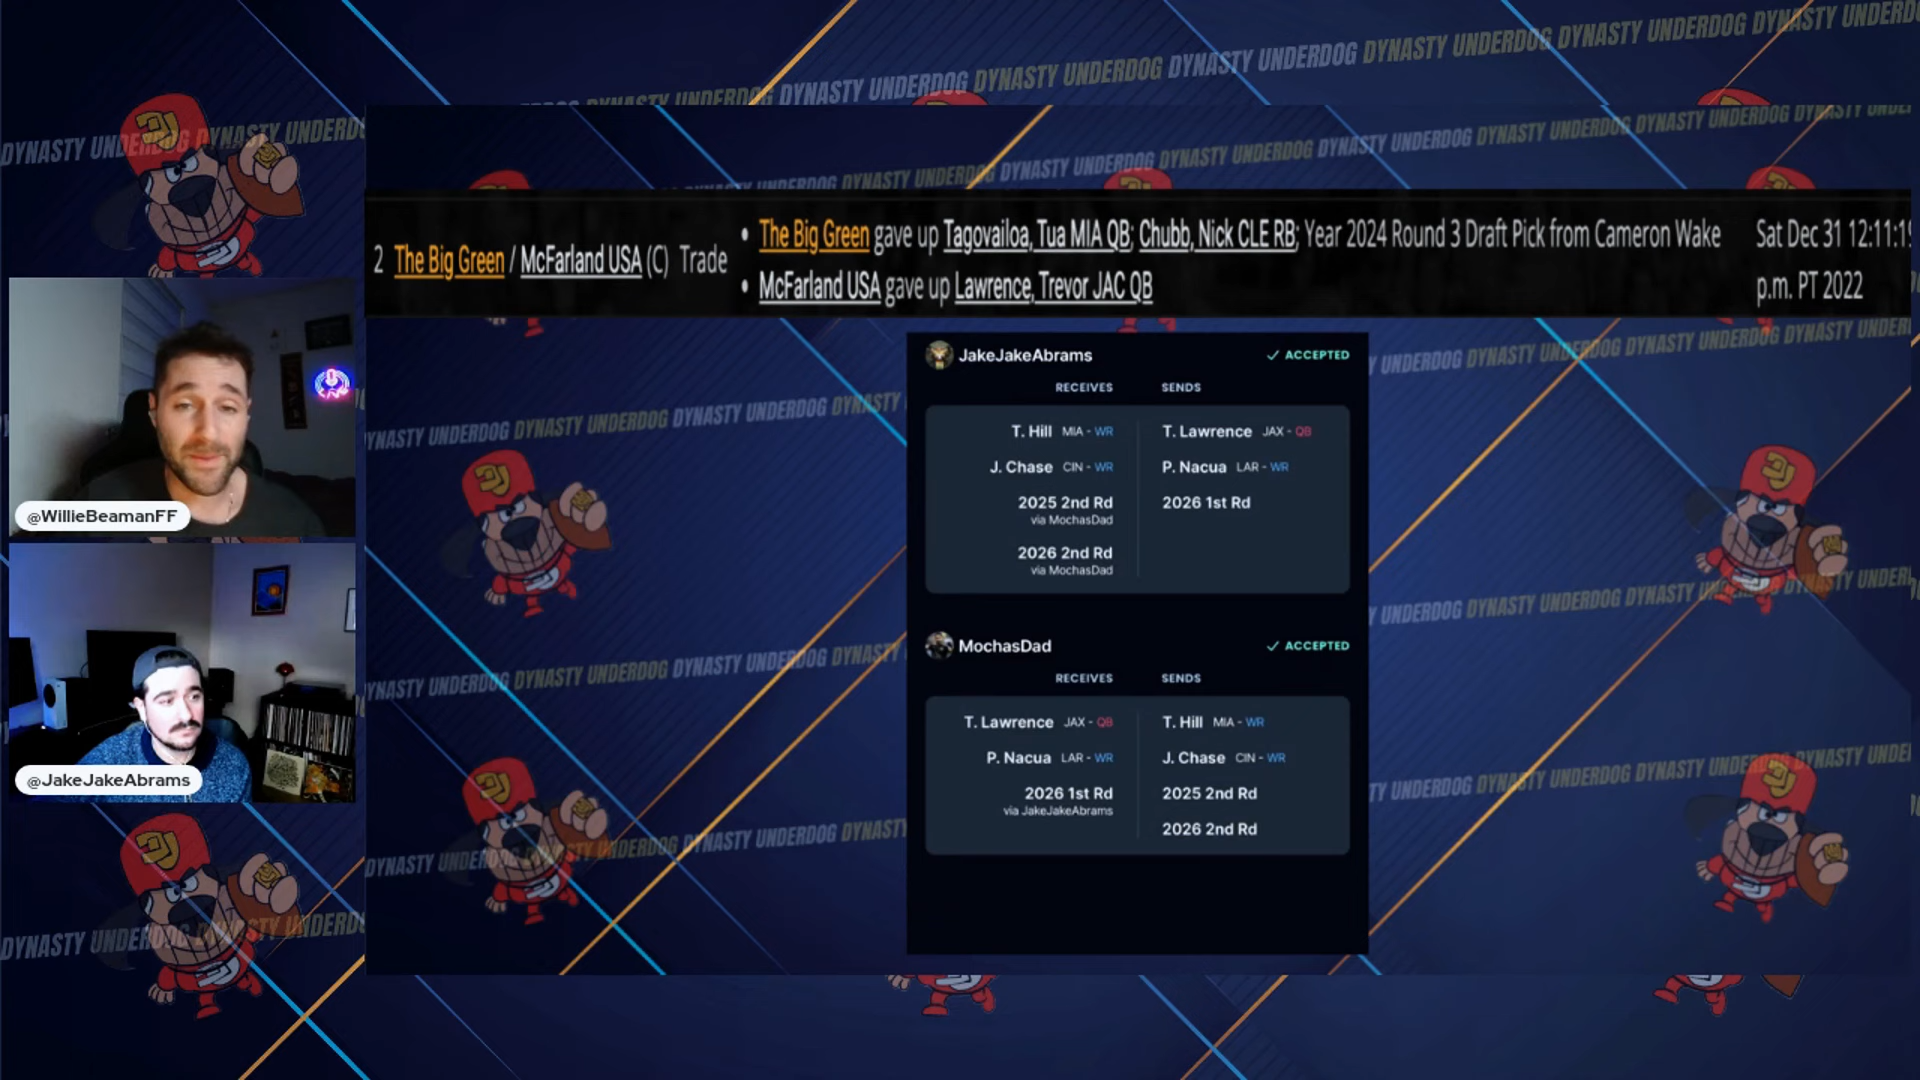 DYNASTY UNDERDOG DYNASTY UNDERDOG DYNASTY UNDERDOG DYNASTY UNDERDOG
2 The Big Green / McFarland USA (C) Trade
• The Big Green gave up Tagovailoa, Tua MIA QB; Chubb, Nick CLE RB; Year 2024 Round 3 Draft Pick from Cameron Wake
• McFarland USA gave up Lawrence, Trevor JAC QB
Sat Dec 31 12:11:19
p.m. PT 2022
@WillieBeamanFF
@JakeJakeAbrams
JakeJakeAbrams ✓ ACCEPTED
RECEIVES SENDS
T. Hill MIA - WR T. Lawrence JAX - QB
J. Chase CIN - WR P. Nacua LAR - WR
2025 2nd Rd 2026 1st Rd
via MochasDad
2026 2nd Rd
via MochasDad
MochasDad ✓ ACCEPTED
RECEIVES SENDS
T. Lawrence JAX - QB T. Hill MIA - WR
P. Nacua LAR - WR J. Chase CIN - WR
2026 1st Rd 2025 2nd Rd
via JakeJakeAbrams
2026 2nd Rd